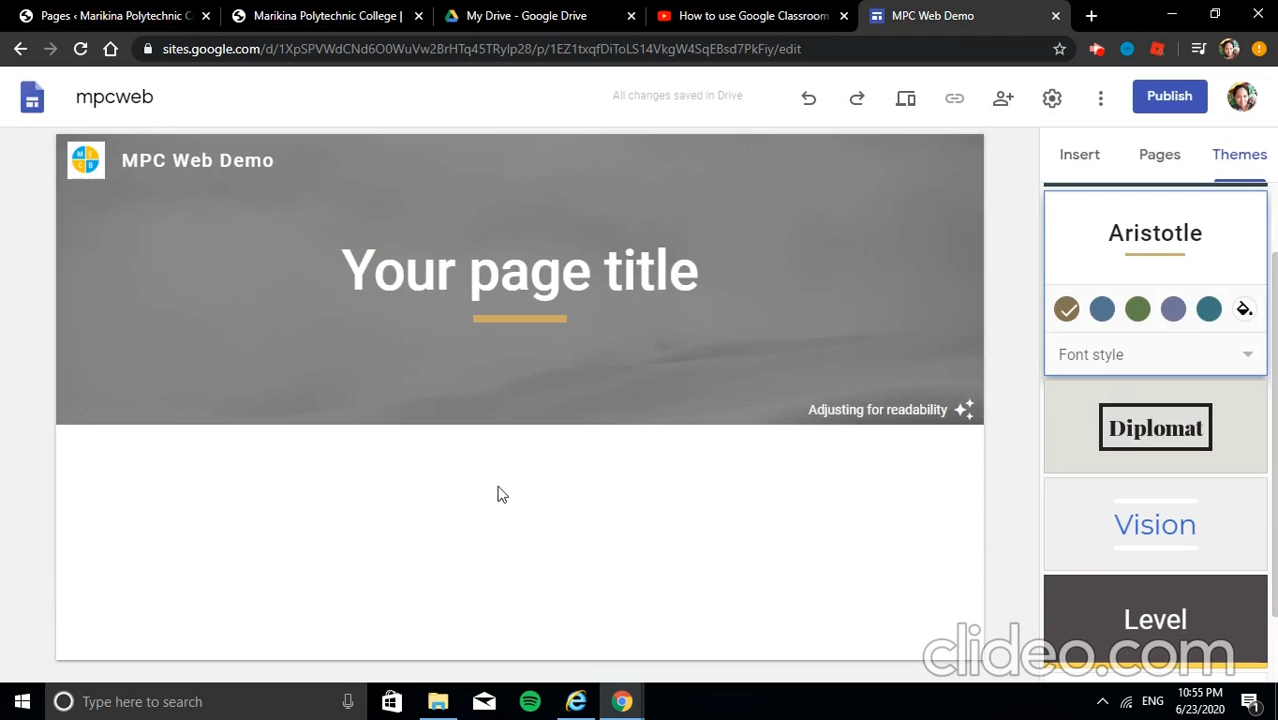 Pages ‹ Marikina Polytechnic C
Marikina Polytechnic College |
My Drive - Google Drive
How to use Google Classroom
MPC Web Demo
sites.google.com/d/1XpSPVWdCNd6O0WuVw2BrHTq45TRyIp28/p/1EZ1txqfDiToLS14VkgW4SqEBsd7PkFiy/edit
mpcweb
All changes saved in Drive
Publish
MPC Web Demo
Insert
Pages
Themes
Your page title
Adjusting for readability
Aristotle
Font style
Diplomat
Vision
Level
clideo.com
Type here to search
ENG
10:55 PM
6/23/2020